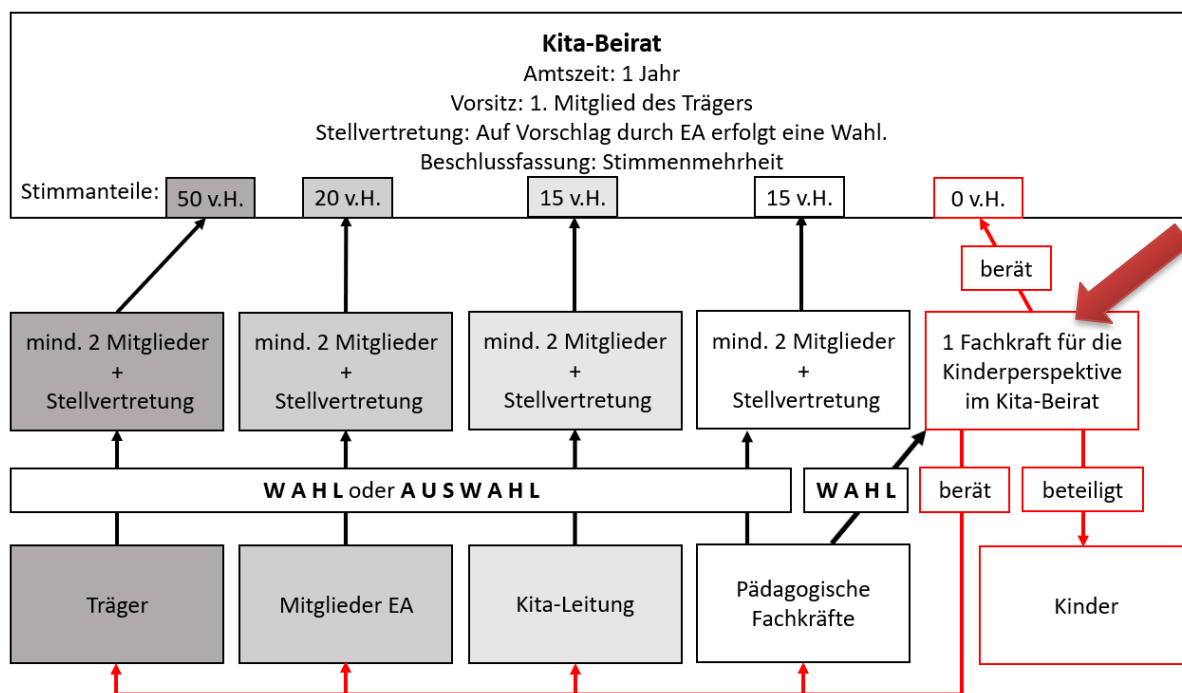 Kita-Beirat
Amtszeit: 1 Jahr
Vorsitz: 1. Mitglied des Trägers
Stellvertretung: Auf Vorschlag durch EA erfolgt eine Wahl.
Beschlussfassung: Stimmenmehrheit
Stimmanteile:
50 v.H.
20 v.H.
15 v.H.
15 v.H.
0 v.H.
berät
mind. 2 Mitglieder
+
Stellvertretung
mind. 2 Mitglieder
+
Stellvertretung
mind. 2 Mitglieder
+
Stellvertretung
mind. 2 Mitglieder
+
Stellvertretung
1 Fachkraft für die
Kinderperspektive
im Kita-Beirat
W A H L oder A U S W A H L
W A H L
berät
beteiligt
Träger
Mitglieder EA
Kita-Leitung
Pädagogische
Fachkräfte
Kinder